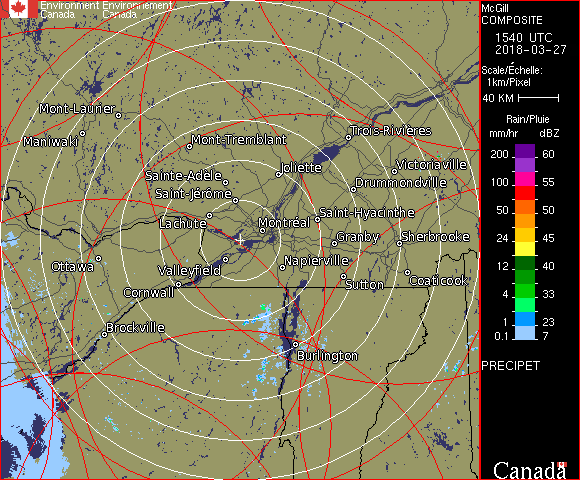 Environment Environnement
Canada Canada
McGill
COMPOSITE
1540 UTC
2018-03-27
Scale/Échelle:
1km/Pixel
40 KM
Rain/Pluie
mm/hr dBZ
200 60
150 57
100 55
50 50
24 45
12 40
4 33
1 23
0.1 7
PRECIPET
Mont-Laurier
Maniwaki
Mont-Tremblant
Trois-Rivières
Joliette
Victoriaville
Sainte-Adèle
Drummondville
Saint-Jérôme
Lachute
Saint-Hyacinthe
Montréal
Granby
Sherbrooke
Ottawa
Valleyfield
Napierville
Sutton
Coaticook
Cornwall
Brockville
Burlington
Canada